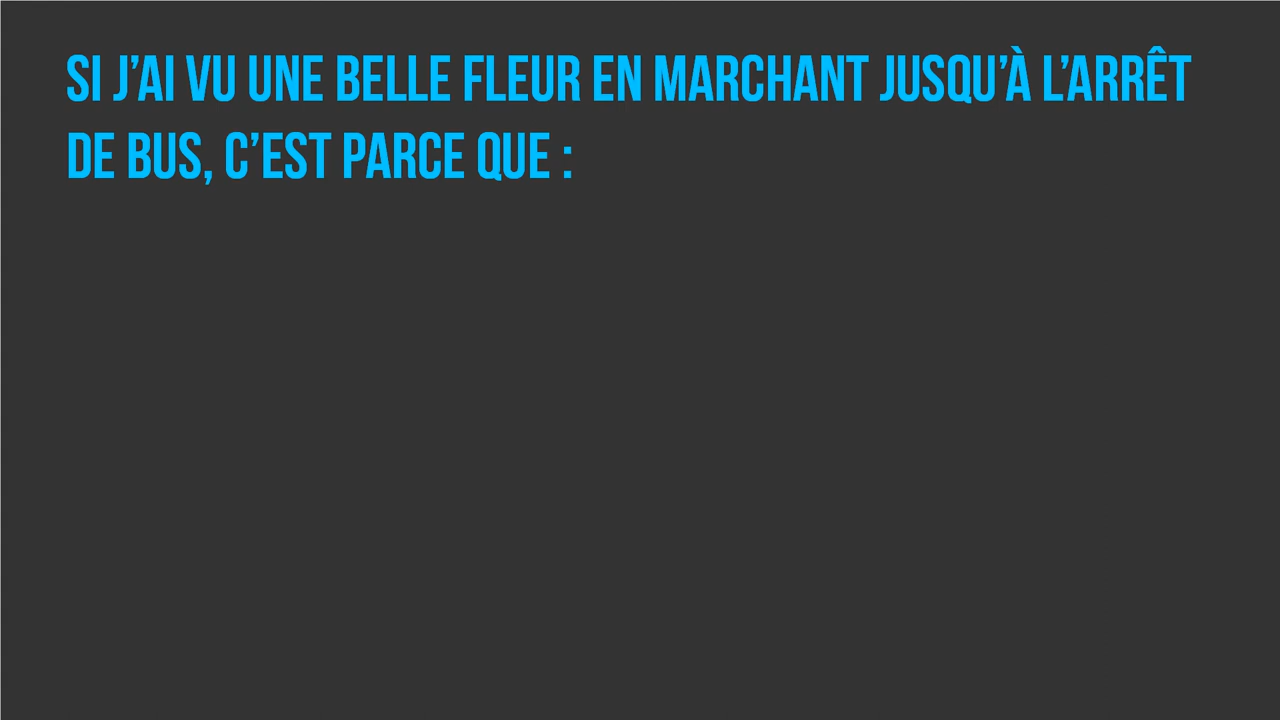 SI J’AI VU UNE BELLE FLEUR EN MARCHANT JUSQU’À L’ARRÊT
DE BUS, C’EST PARCE QUE :